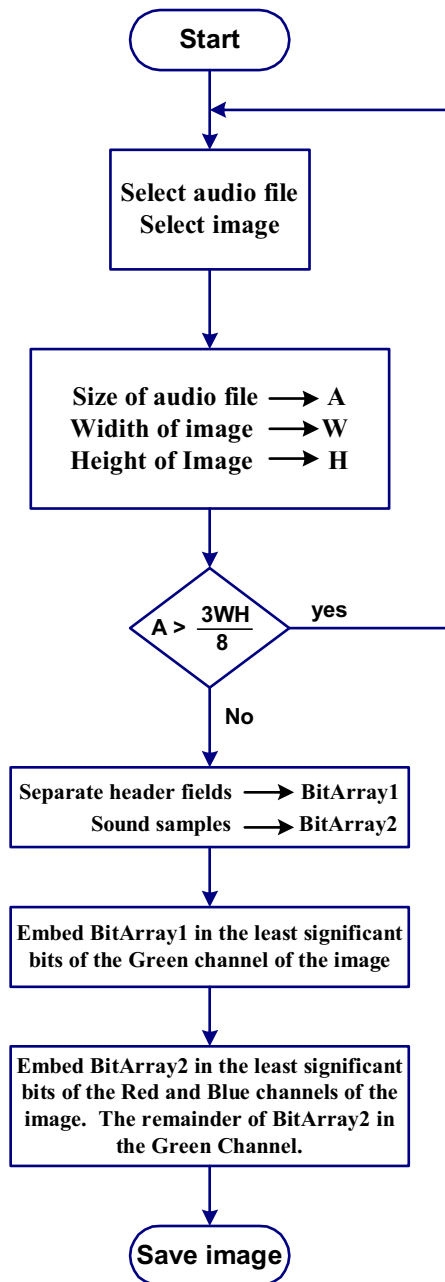 Start
Select audio file
Select image
Size of audio file → A
Widith of image → W
Height of Image → H
A > 3WH
8
yes
No
Separate header fields → BitArray1
Sound samples → BitArray2
Embed BitArray1 in the least significant
bits of the Green channel of the image
Embed BitArray2 in the least significant
bits of the Red and Blue channels of the
image. The remainder of BitArray2 in
the Green Channel.
Save image